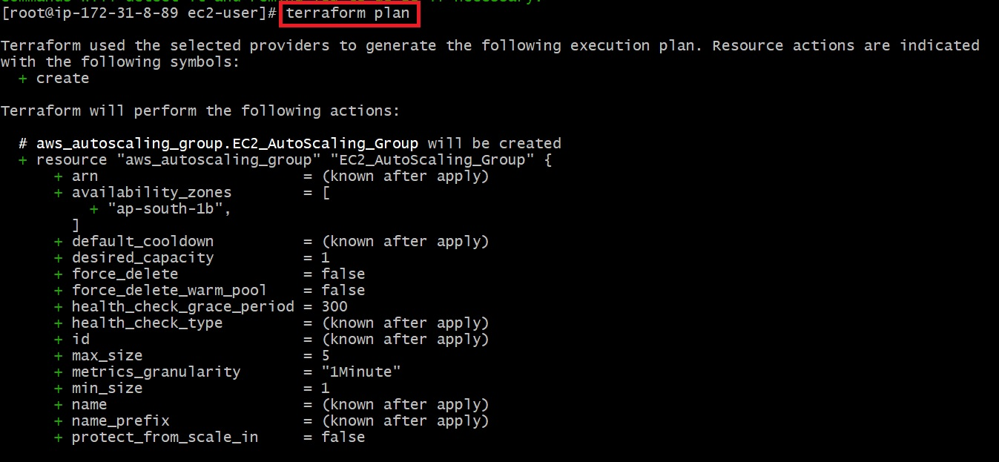 [root@ip-172-31-8-89 ec2-user]# terraform plan
Terraform used the selected providers to generate the following execution plan. Resource actions are indicated
with the following symbols:
  + create
Terraform will perform the following actions:
  # aws_autoscaling_group.EC2_AutoScaling_Group will be created
  + resource "aws_autoscaling_group" "EC2_AutoScaling_Group" {
      + arn                       = (known after apply)
      + availability_zones        = [
          + "ap-south-1b",
        ]
      + default_cooldown          = (known after apply)
      + desired_capacity          = 1
      + force_delete              = false
      + force_delete_warm_pool    = false
      + health_check_grace_period = 300
      + health_check_type         = (known after apply)
      + id                        = (known after apply)
      + max_size                  = 5
      + metrics_granularity       = "1Minute"
      + min_size                  = 1
      + name                      = (known after apply)
      + name_prefix               = (known after apply)
      + protect_from_scale_in     = false